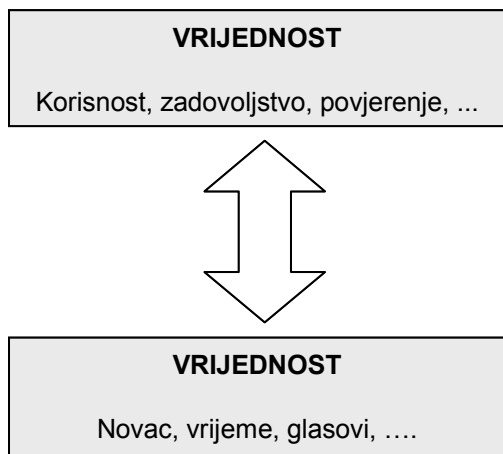 VRIJEDNOST
Korisnost, zadovoljstvo, povjerenje, ...
VRIJEDNOST
Novac, vrijeme, glasovi, ….